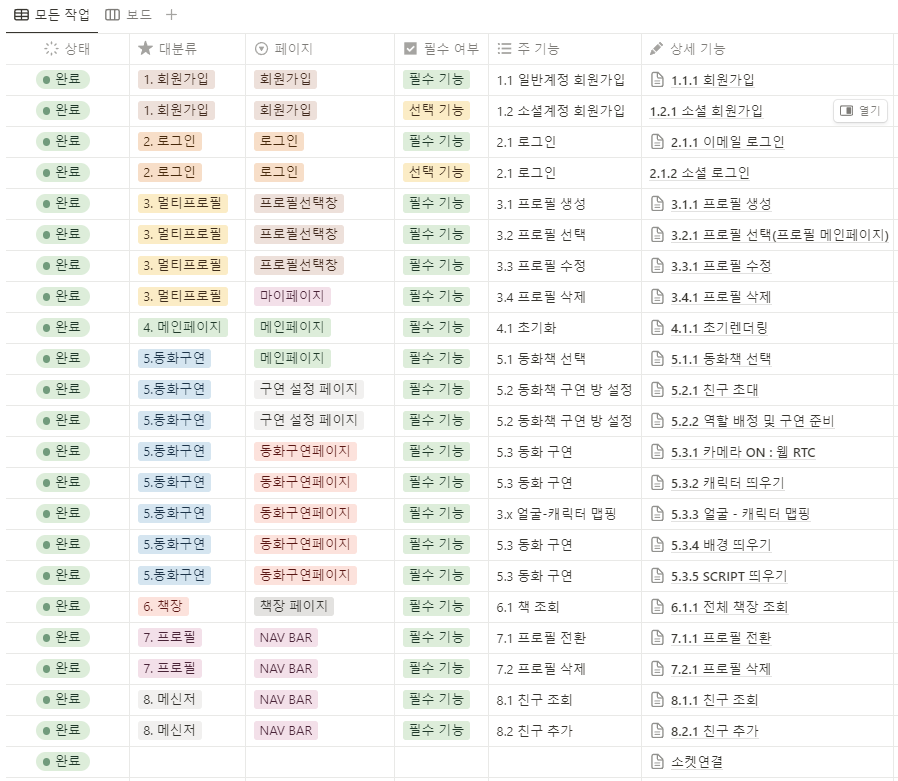 모든 작업 보드
상태 대분류 페이지 필수 여부 주 기능 상세 기능
완료 1. 회원가입 회원가입 필수 기능 1.1 일반계정 회원가입 1.1.1 회원가입
완료 1. 회원가입 회원가입 선택 기능 1.2 소셜계정 회원가입 1.2.1 소셜 회원가입 열기
완료 2. 로그인 로그인 필수 기능 2.1 로그인 2.1.1 이메일 로그인
완료 2. 로그인 로그인 선택 기능 2.1 로그인 2.1.2 소셜 로그인
완료 3. 멀티프로필 프로필선택창 필수 기능 3.1 프로필 생성 3.1.1 프로필 생성
완료 3. 멀티프로필 프로필선택창 필수 기능 3.2 프로필 선택 3.2.1 프로필 선택(프로필 메인페이지)
완료 3. 멀티프로필 프로필선택창 필수 기능 3.3 프로필 수정 3.3.1 프로필 수정
완료 3. 멀티프로필 마이페이지 필수 기능 3.4 프로필 삭제 3.4.1 프로필 삭제
완료 4. 메인페이지 메인페이지 필수 기능 4.1 초기화 4.1.1 초기렌더링
완료 5.동화구연 메인페이지 필수 기능 5.1 동화책 선택 5.1.1 동화책 선택
완료 5.동화구연 구연 설정 페이지 필수 기능 5.2 동화책 구연 방 설정 5.2.1 친구 초대
완료 5.동화구연 구연 설정 페이지 필수 기능 5.2 동화책 구연 방 설정 5.2.2 역할 배정 및 구연 준비
완료 5.동화구연 동화구연페이지 필수 기능 5.3 동화 구연 5.3.1 카메라 ON : 웹 RTC
완료 5.동화구연 동화구연페이지 필수 기능 5.3 동화 구연 5.3.2 캐릭터 띄우기
완료 5.동화구연 동화구연페이지 필수 기능 3.x 얼굴-캐릭터 맵핑 5.3.3 얼굴 - 캐릭터 맵핑
완료 5.동화구연 동화구연페이지 필수 기능 5.3 동화 구연 5.3.4 배경 띄우기
완료 5.동화구연 동화구연페이지 필수 기능 5.3 동화 구연 5.3.5 SCRIPT 띄우기
완료 6. 책장 책장 페이지 필수 기능 6.1 책 조회 6.1.1 전체 책장 조회
완료 7. 프로필 NAV BAR 필수 기능 7.1 프로필 전환 7.1.1 프로필 전환
완료 7. 프로필 NAV BAR 필수 기능 7.2 프로필 삭제 7.2.1 프로필 삭제
완료 8. 메신저 NAV BAR 필수 기능 8.1 친구 조회 8.1.1 친구 조회
완료 8. 메신저 NAV BAR 필수 기능 8.2 친구 추가 8.2.1 친구 추가
완료 소켓연결